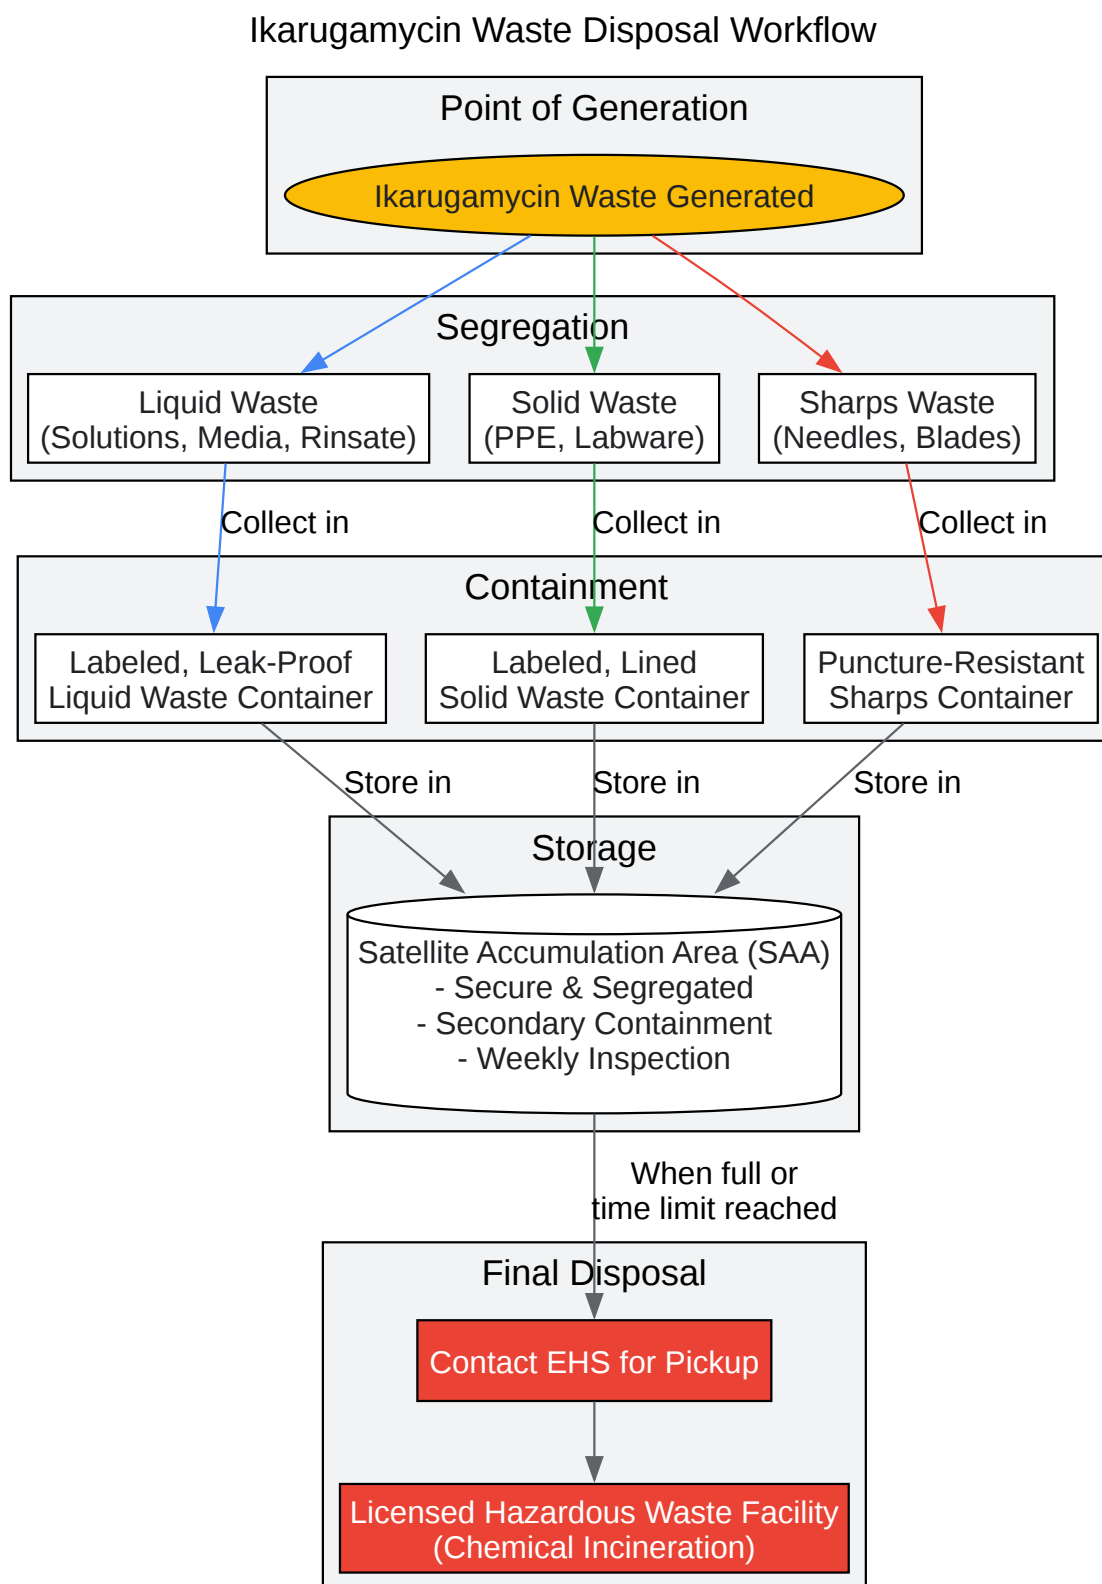 Ikarugamycin Waste Disposal Workflow
Point of Generation
Ikarugamycin Waste Generated
Segregation
Liquid Waste
(Solutions, Media, Rinsate)
Solid Waste
(PPE, Labware)
Sharps Waste
(Needles, Blades)
Collect in
Collect in
Collect in
Containment
Labeled, Leak-Proof
Liquid Waste Container
Labeled, Lined
Solid Waste Container
Puncture-Resistant
Sharps Container
Store in
Store in
Store in
Storage
Satellite Accumulation Area (SAA)
- Secure & Segregated
- Secondary Containment
- Weekly Inspection
When full or
time limit reached
Final Disposal
Contact EHS for Pickup
Licensed Hazardous Waste Facility
(Chemical Incineration)